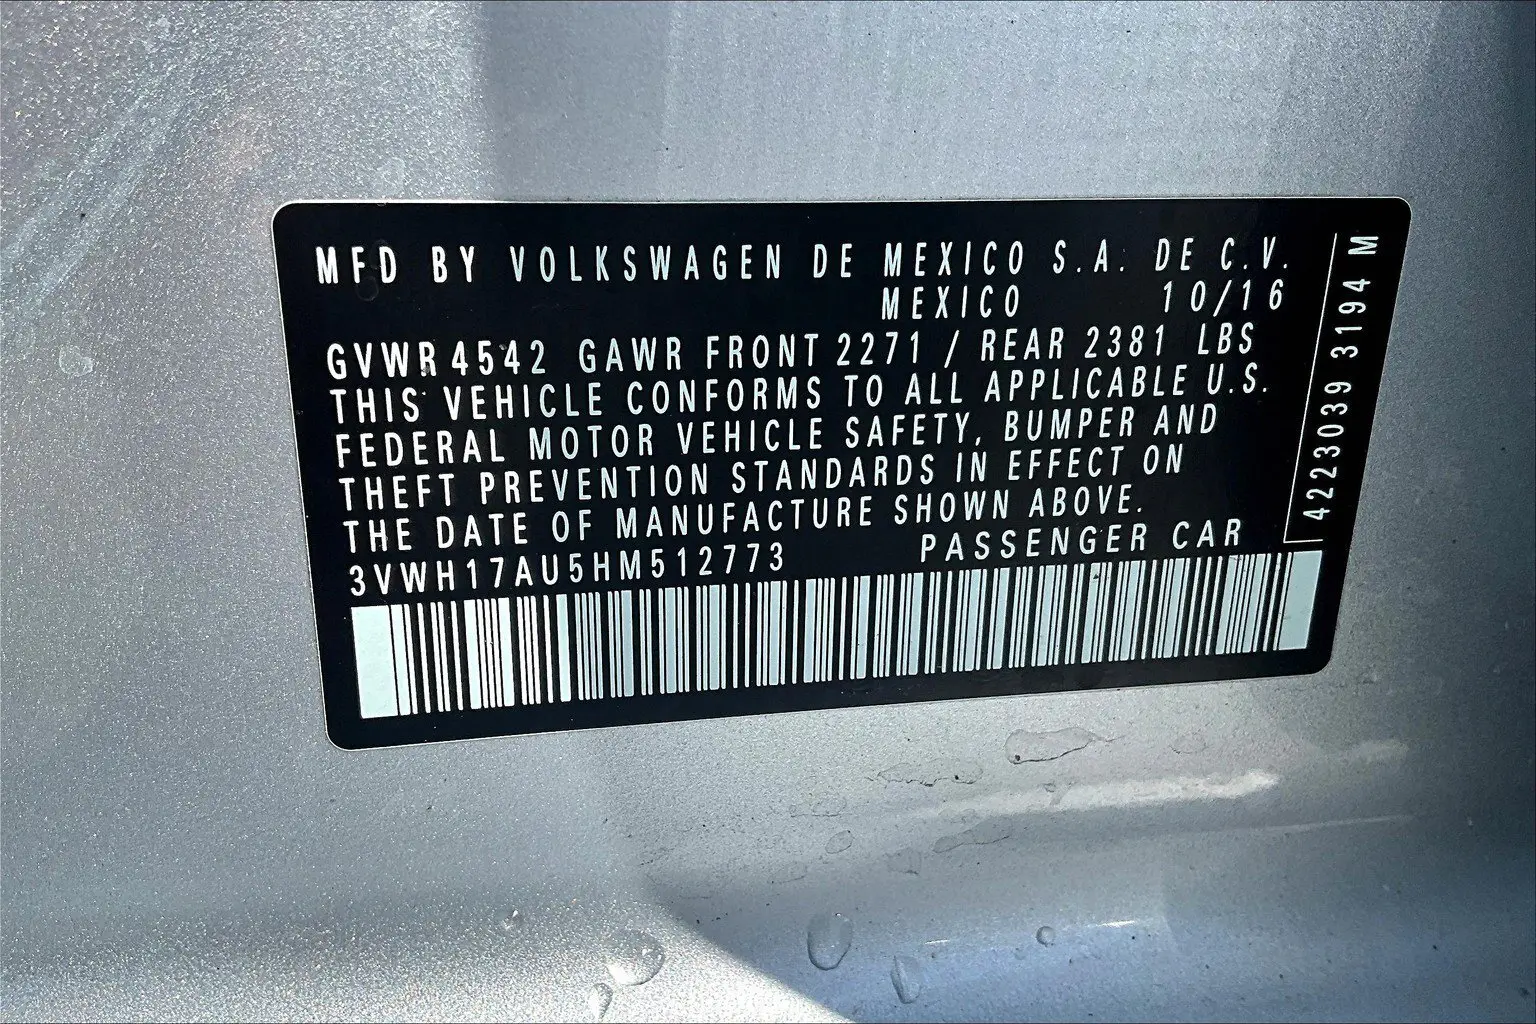 MFD BY VOLKSWAGEN DE MEXICO S.A. DE C.V.
MEXICO 10/16
GVWR 4542 GAWR FRONT 2271 / REAR 2381 LBS
THIS VEHICLE CONFORMS TO ALL APPLICABLE U.S.
FEDERAL MOTOR VEHICLE SAFETY, BUMPER AND
THEFT PREVENTION STANDARDS IN EFFECT ON
THE DATE OF MANUFACTURE SHOWN ABOVE.
3VWH17AU5HM512773 PASSENGER CAR
4223039 3194 M